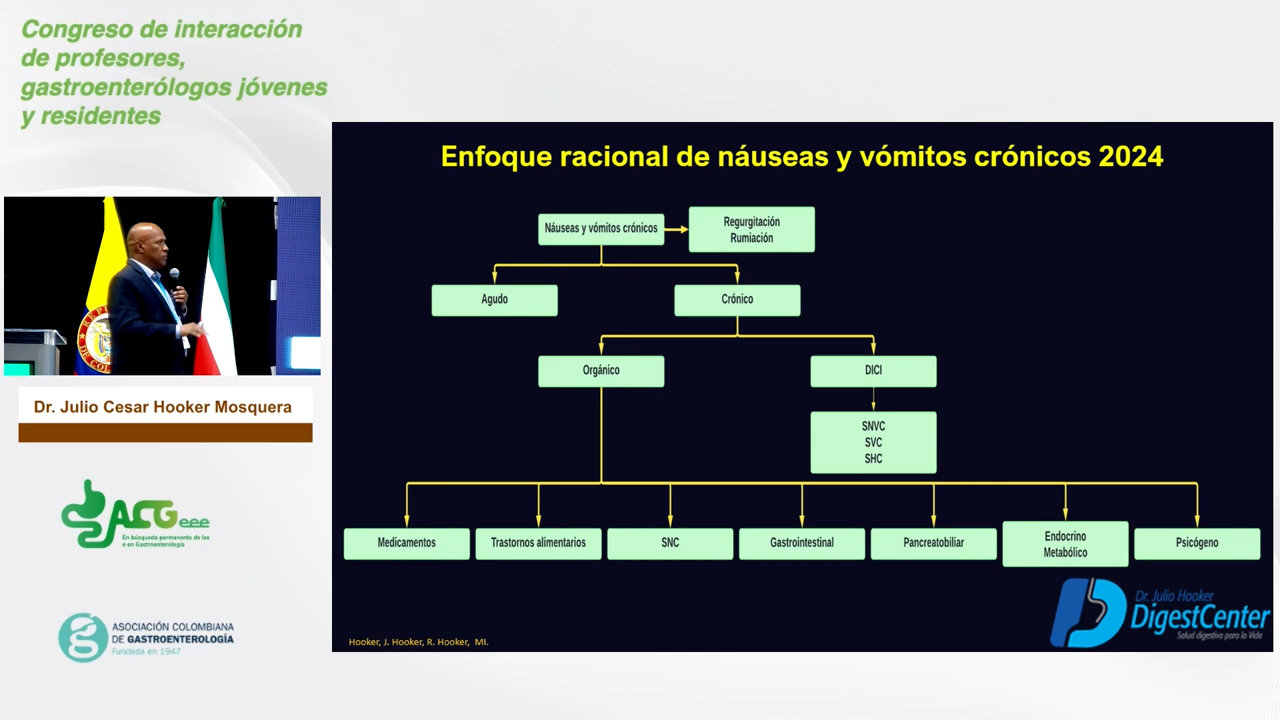 Congreso de interacción
de profesores,
gastroenterólogos jóvenes
y residentes
Dr. Julio Cesar Hooker Mosquera
ACGeee
En búsqueda permanente de las
e en Gastroenterología
ASOCIACIÓN COLOMBIANA
DE GASTROENTEROLOGÍA
Fundada en 1947
Enfoque racional de náuseas y vómitos crónicos 2024
Náuseas y vómitos crónicos
Regurgitación
Rumiación
Agudo
Crónico
Orgánico
DICI
SNVC
SVC
SHC
Medicamentos
Trastornos alimentarios
SNC
Gastrointestinal
Pancreatobiliar
Endocrino
Metabólico
Psicógeno
Dr. Julio Hooker
DigestCenter
Salud digestiva para la Vida
Hooker, J. Hooker, R. Hooker, MI.